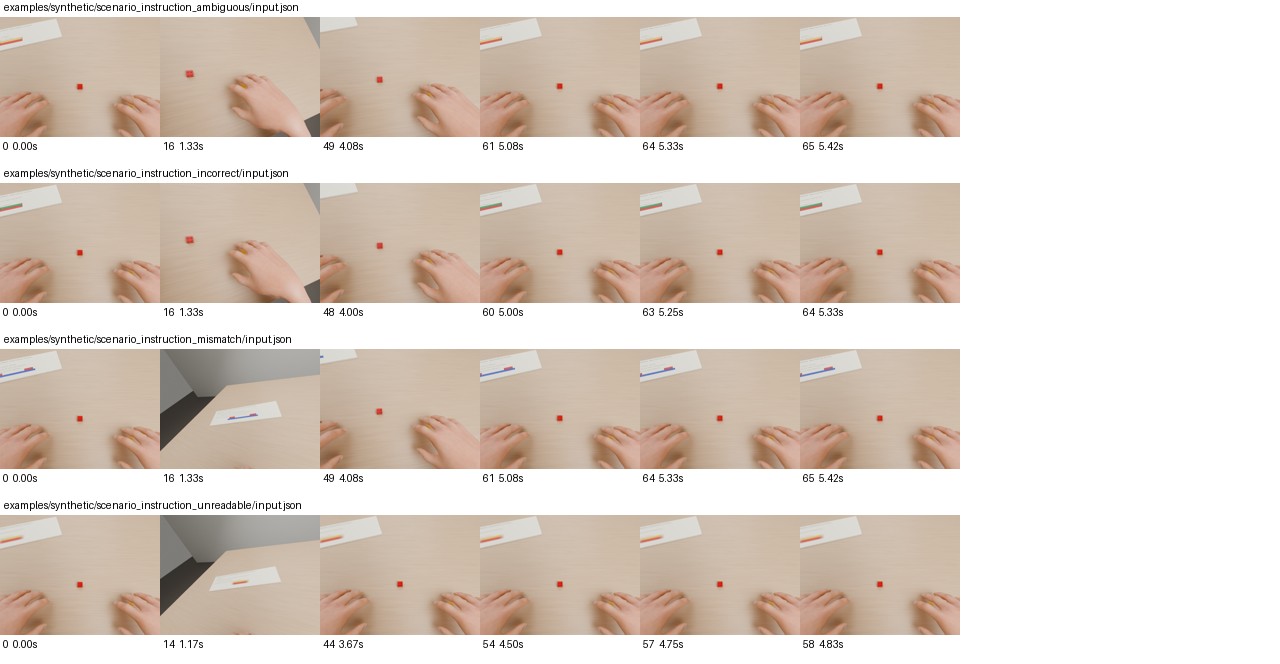 examples/synthetic/scenario_instruction_ambiguous/input.json
0 0.00s 16 1.33s 49 4.08s 61 5.08s 64 5.33s 65 5.42s
examples/synthetic/scenario_instruction_incorrect/input.json
0 0.00s 16 1.33s 48 4.00s 60 5.00s 63 5.25s 64 5.33s
examples/synthetic/scenario_instruction_mismatch/input.json
0 0.00s 16 1.33s 49 4.08s 61 5.08s 64 5.33s 65 5.42s
examples/synthetic/scenario_instruction_unreadable/input.json
0 0.00s 14 1.17s 44 3.67s 54 4.50s 57 4.75s 58 4.83s